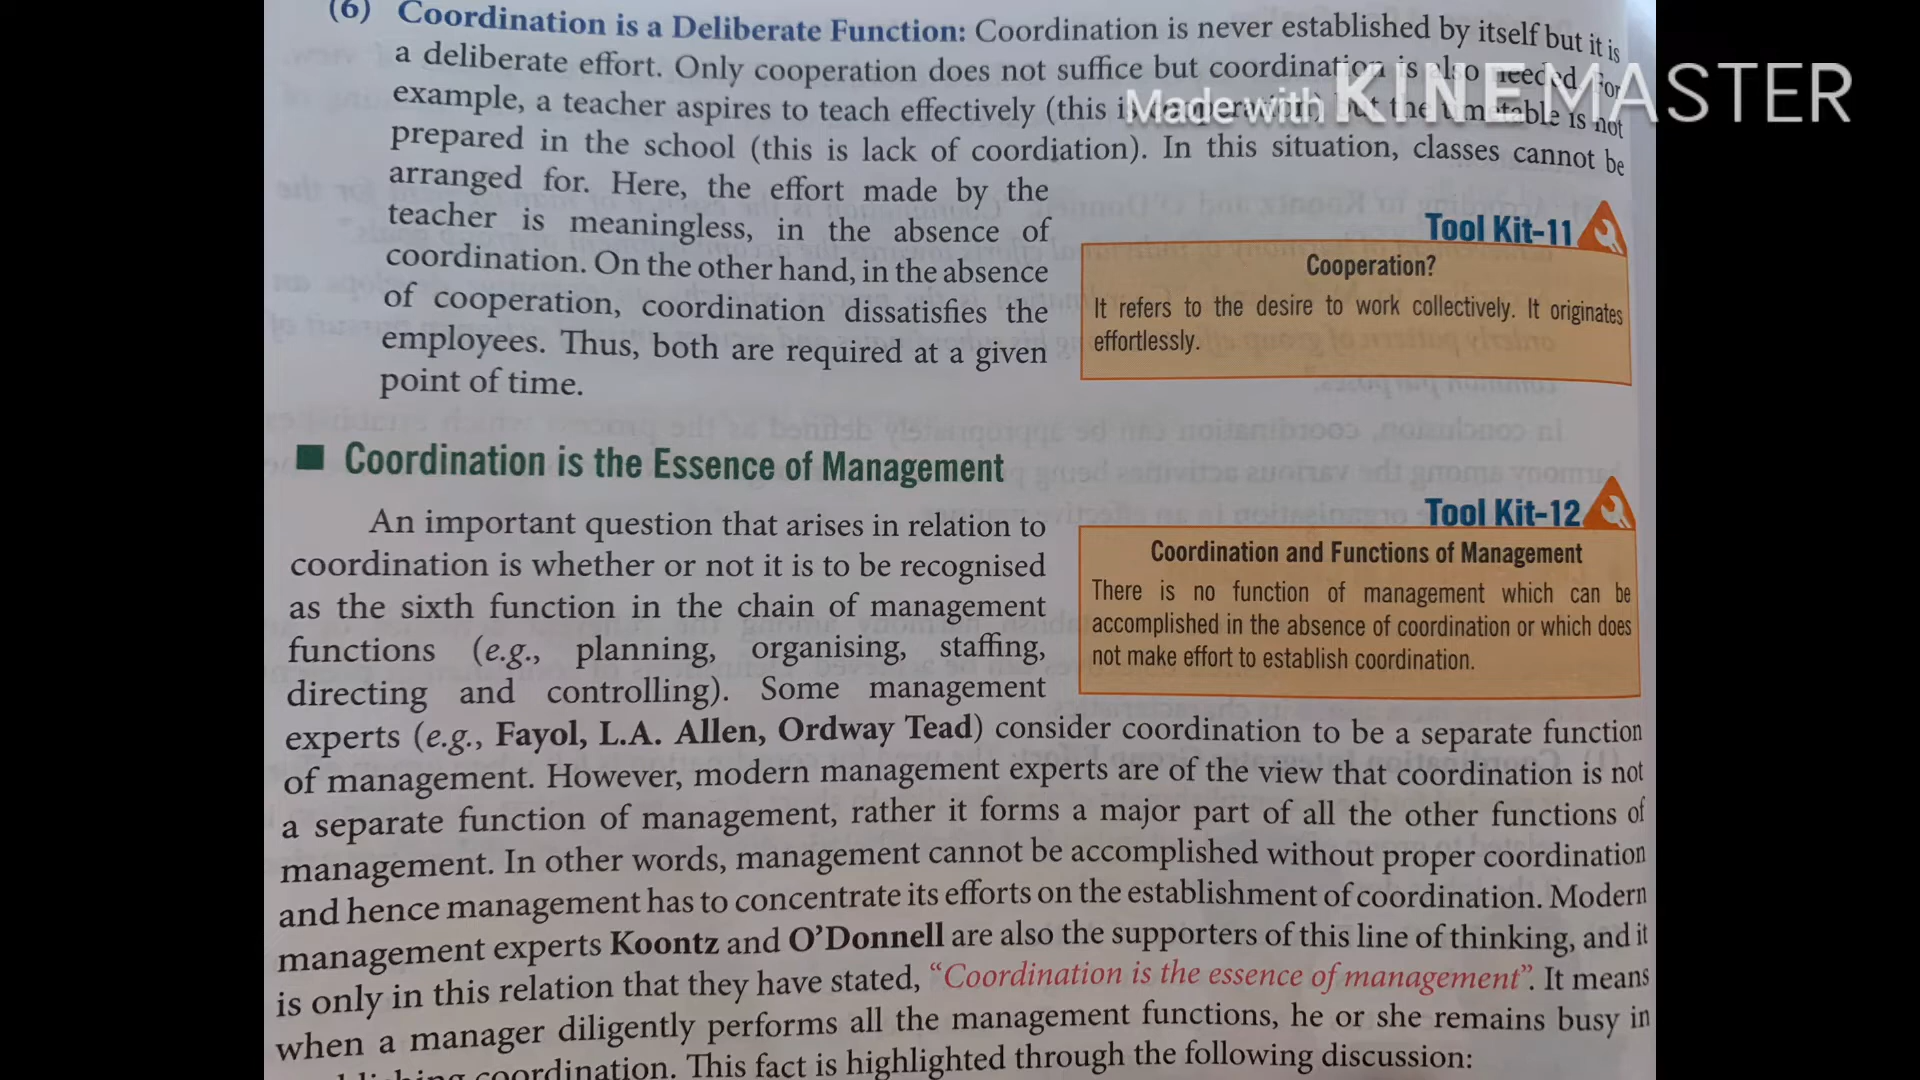 (6) Coordination is a Deliberate Function: Coordination is never established by itself but it is
a deliberate effort. Only cooperation does not suffice but coordination is also needed. For
example, a teacher aspires to teach effectively (this is cooperation) but the timetable is not
prepared in the school (this is lack of coordiation). In this situation, classes cannot be
arranged for. Here, the effort made by the
teacher is meaningless, in the absence of
coordination. On the other hand, in the absence
of cooperation, coordination dissatisfies the
employees. Thus, both are required at a given
point of time.
Made with KINEMASTER
Tool Kit-11
Cooperation?
It refers to the desire to work collectively. It originates
effortlessly.
Coordination is the Essence of Management
An important question that arises in relation to
coordination is whether or not it is to be recognised
as the sixth function in the chain of management
functions (e.g., planning, organising, staffing,
directing and controlling). Some management
Tool Kit-12
Coordination and Functions of Management
There is no function of management which can be
accomplished in the absence of coordination or which does
not make effort to establish coordination.
experts (e.g., Fayol, L.A. Allen, Ordway Tead) consider coordination to be a separate function
of management. However, modern management experts are of the view that coordination is not
a separate function of management, rather it forms a major part of all the other functions of
management. In other words, management cannot be accomplished without proper coordination
and hence management has to concentrate its efforts on the establishment of coordination. Modern
management experts Koontz and O'Donnell are also the supporters of this line of thinking, and it
is only in this relation that they have stated, "Coordination is the essence of management". It means
when a manager diligently performs all the management functions, he or she remains busy in
coordination. This fact is highlighted through the following discussion: